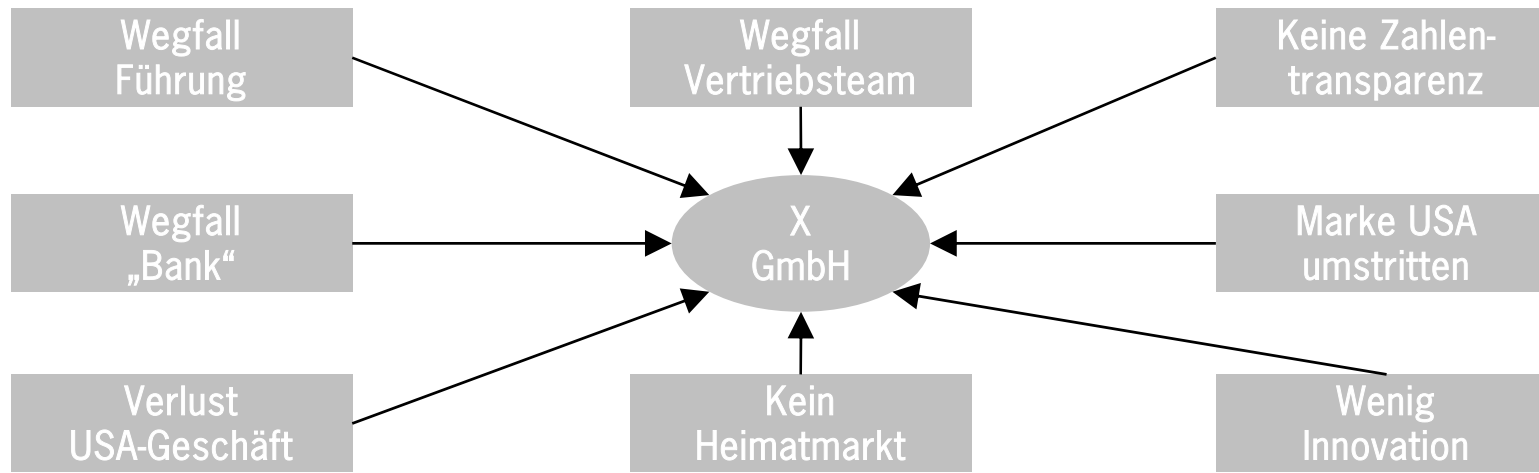 Wegfall
Führung
Wegfall
Vertriebsteam
Keine Zahlen-
transparenz
Wegfall
„Bank“
X
GmbH
Marke USA
umstritten
Verlust
USA-Geschäft
Kein
Heimatmarkt
Wenig
Innovation